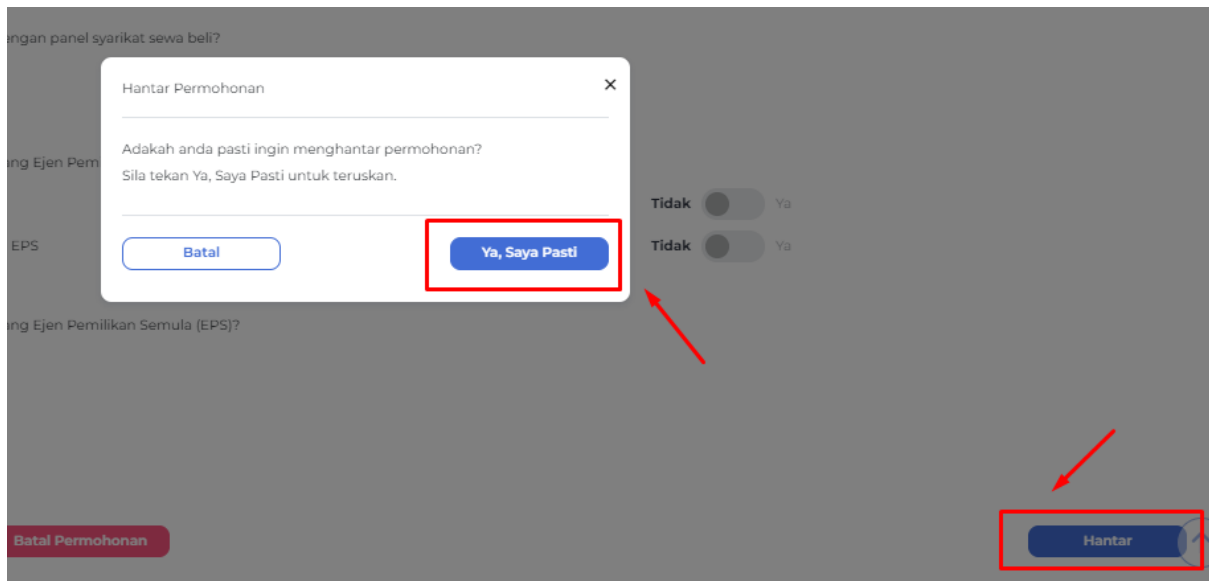 engan panel syarikat sewa beli?
Hantar Permohonan
Adakah anda pasti ingin menghantar permohonan?
ang Ejen Pem
Sila tekan Ya, Saya Pasti untuk teruskan.
Tidak Ya
EPS
Batal
Ya, Saya Pasti
Tidak Ya
ang Ejen Pemilikan Semula (EPS)?
Batal Permohonan
Hantar